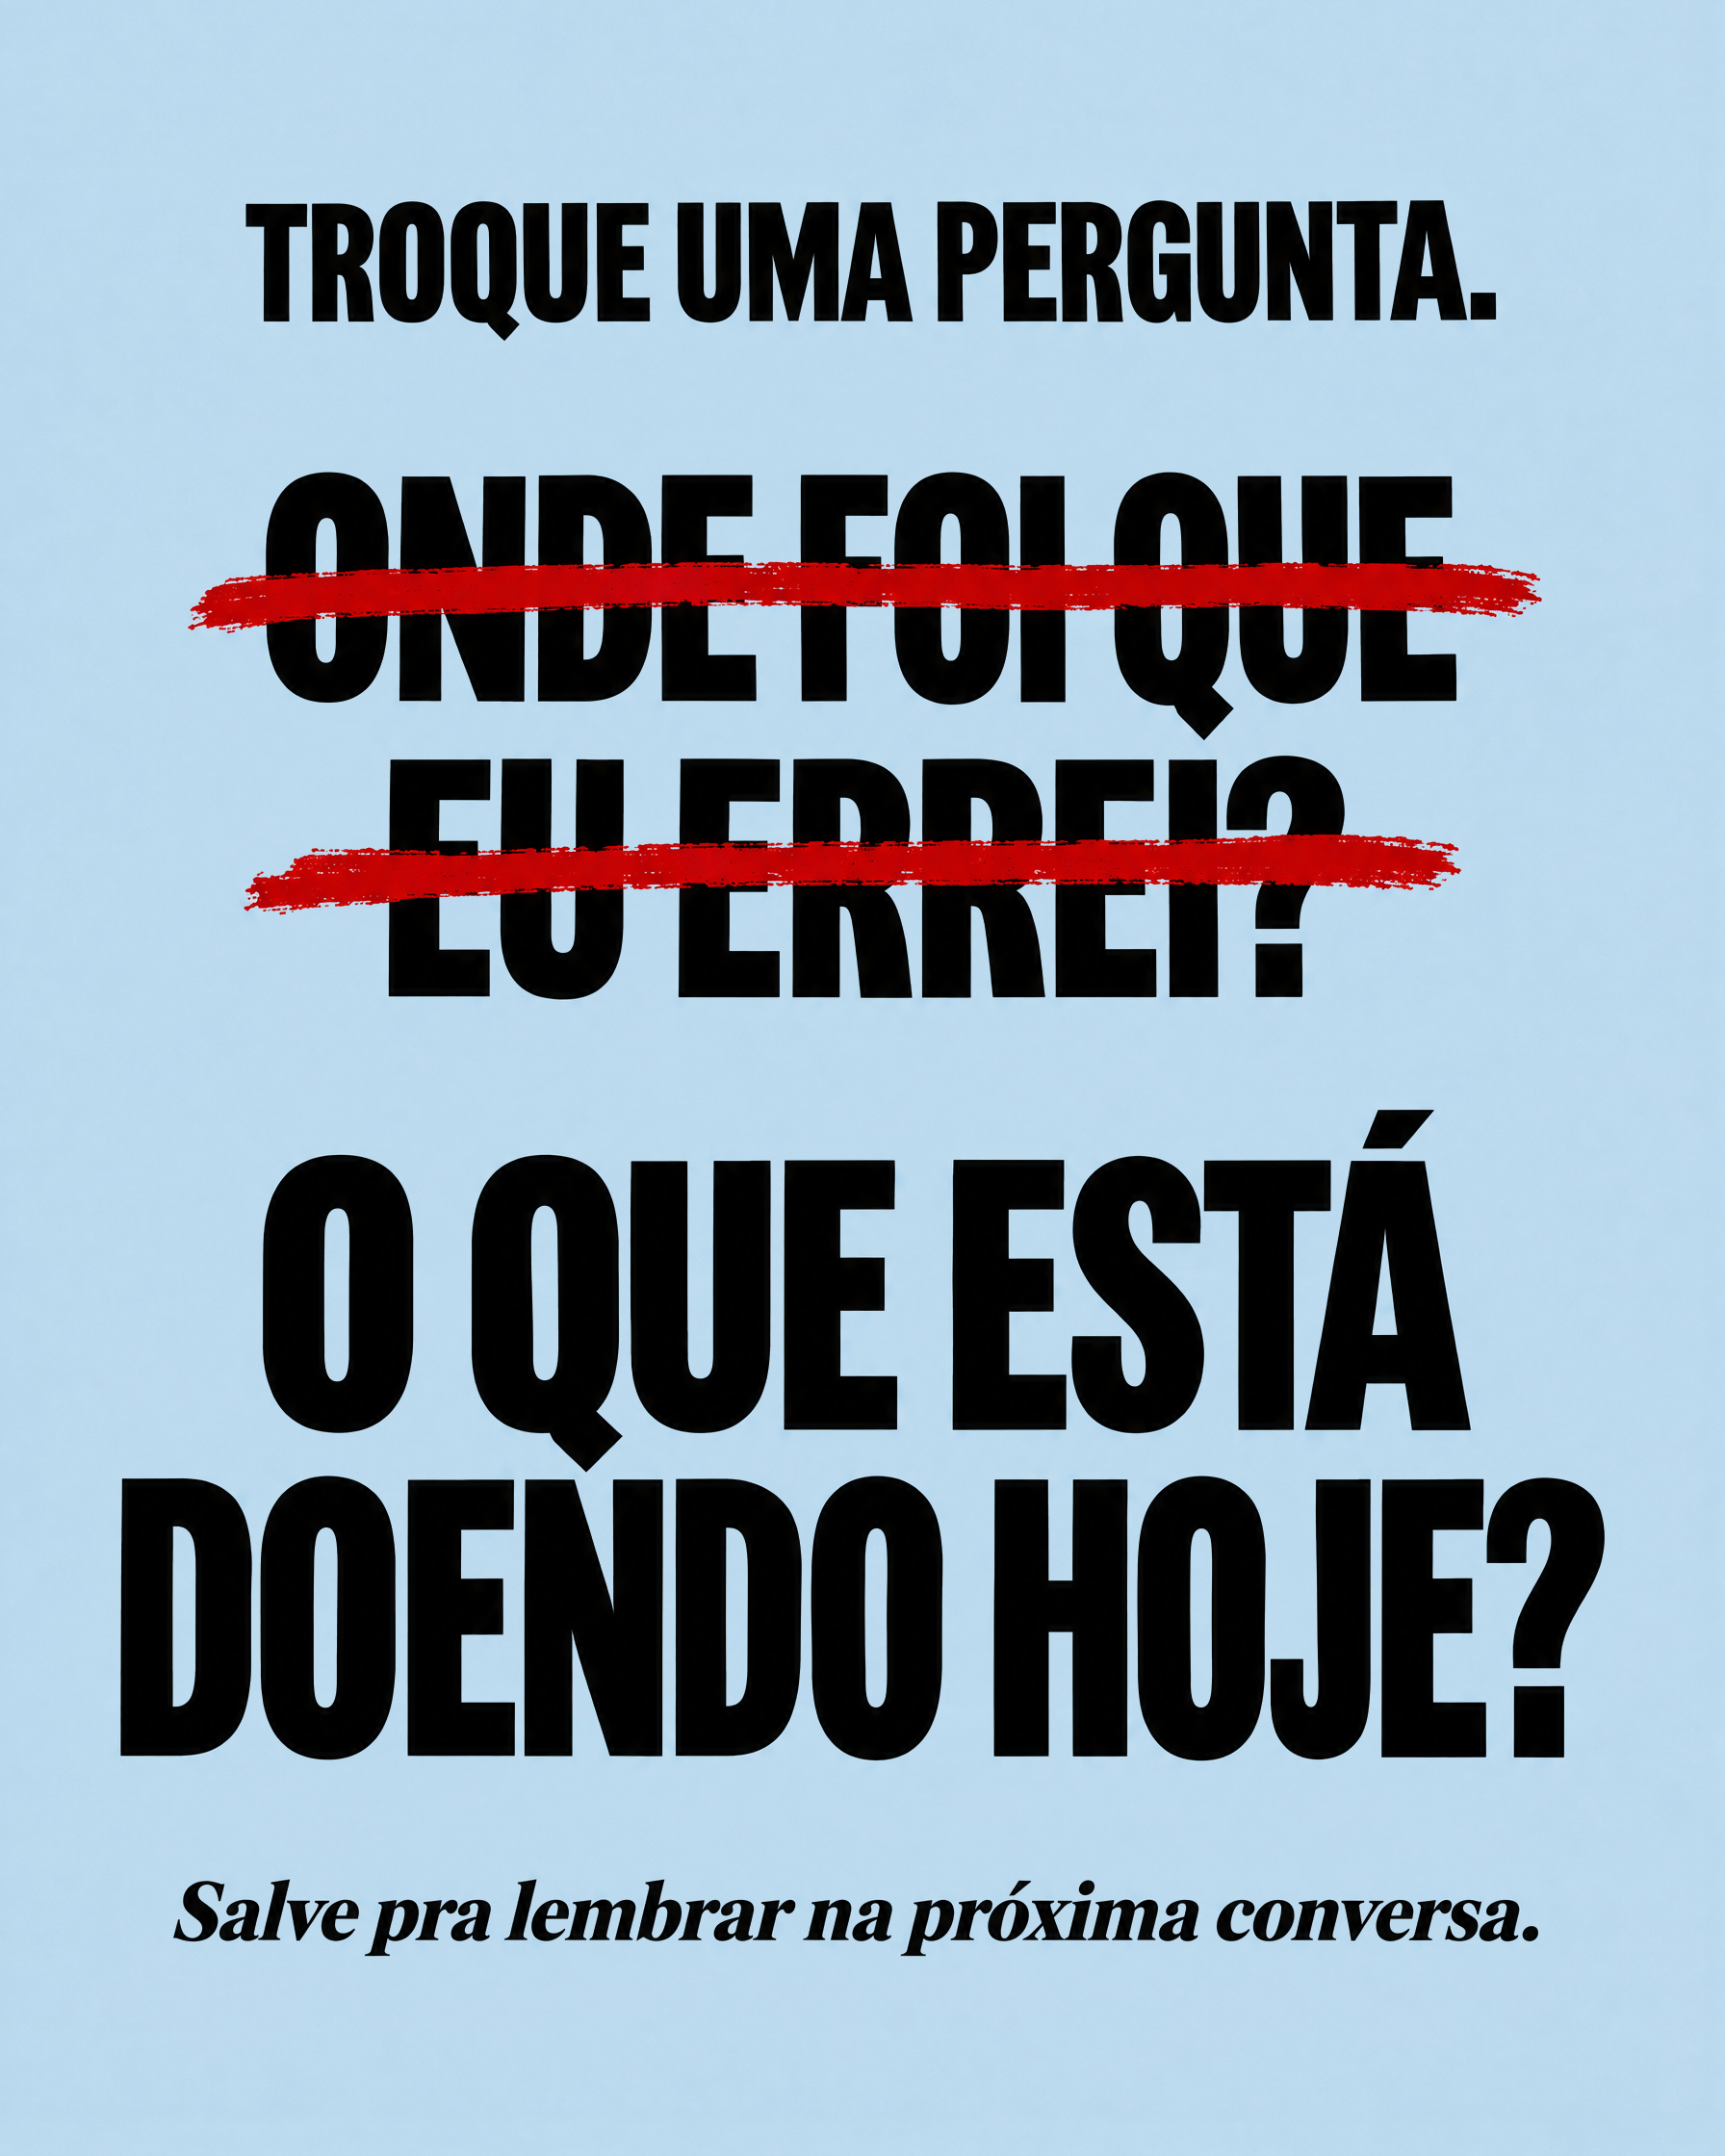 TROQUE UMA PERGUNTA.
ONDE FOI QUE
EU ERREI?
O QUE ESTÁ
DOENDO HOJE?
Salve pra lembrar na próxima conversa.